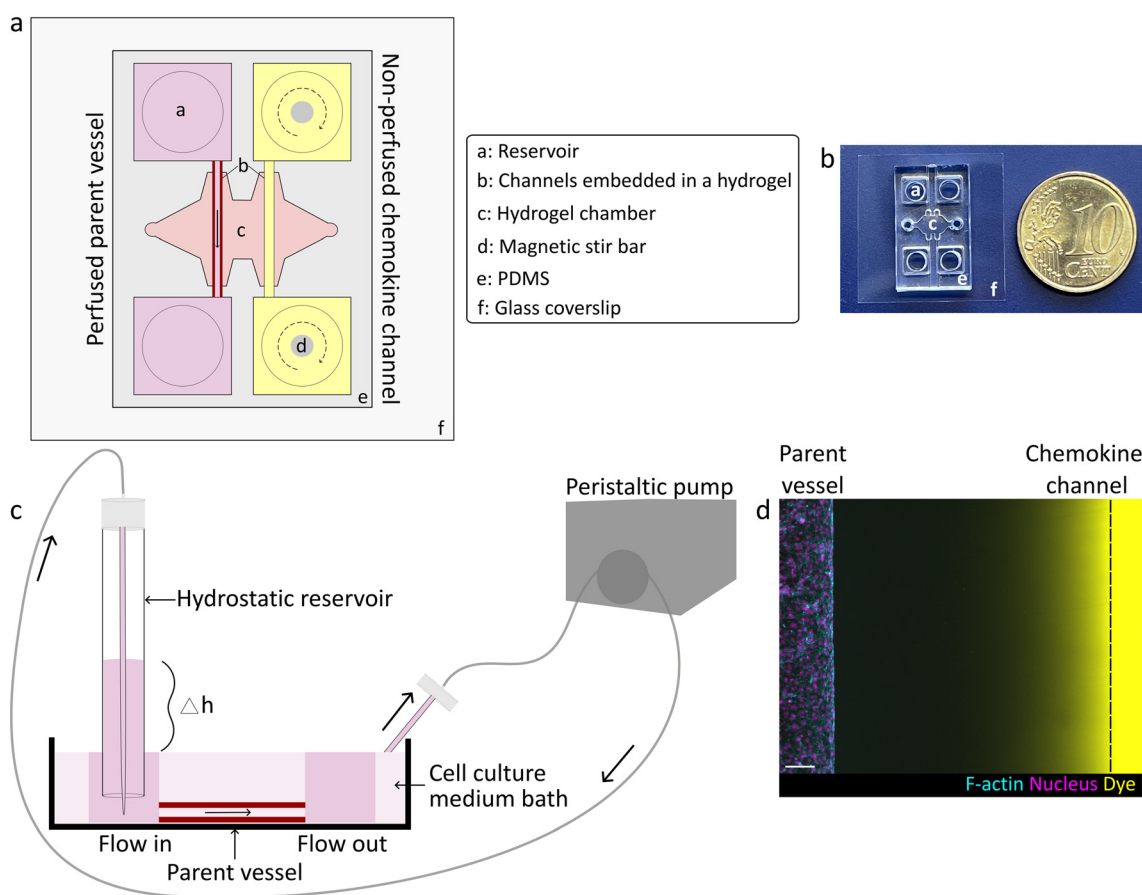 a
Perfused parent vessel
Non-perfused chemokine channel
a
b
c
d
e
f
a: Reservoir
b: Channels embedded in a hydrogel
c: Hydrogel chamber
d: Magnetic stir bar
e: PDMS
f: Glass coverslip
b
a
c
e
f
10
EURO
CENT
c
Hydrostatic reservoir
△h
Peristaltic pump
Cell culture
medium bath
Flow in
Flow out
Parent vessel
d
Parent
vessel
Chemokine
channel
F-actin Nucleus Dye